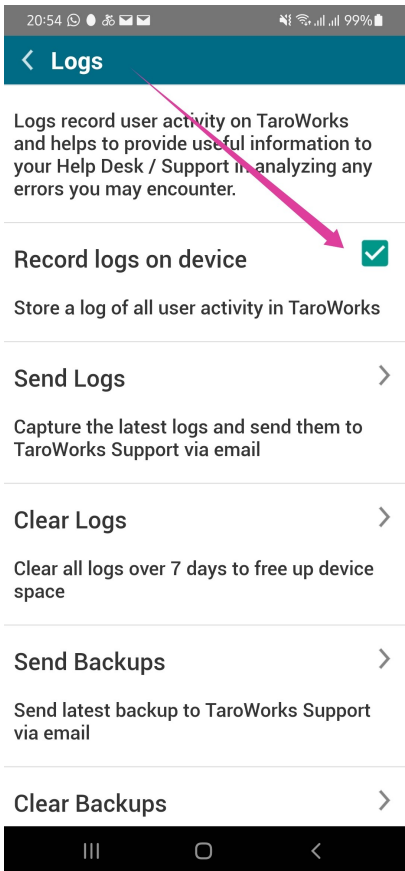 20:54 99%
Logs
Logs record user activity on TaroWorks
and helps to provide useful information to
your Help Desk / Support in analyzing any
errors you may encounter.
Record logs on device
Store a log of all user activity in TaroWorks
Send Logs
Capture the latest logs and send them to
TaroWorks Support via email
Clear Logs
Clear all logs over 7 days to free up device
space
Send Backups
Send latest backup to TaroWorks Support
via email
Clear Backups